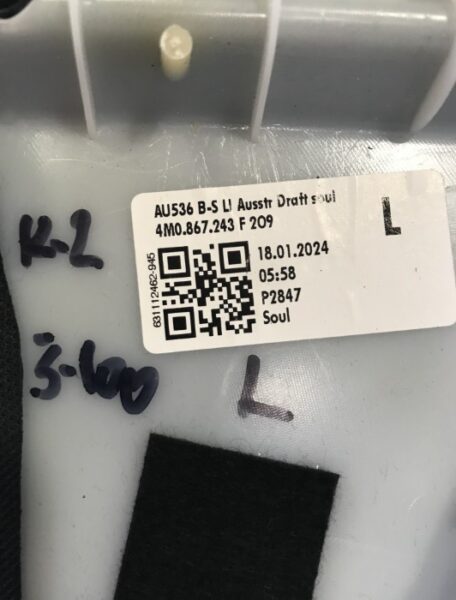 AU536 B-S LI Ausstr Draft soul
4M0.867.243 F 209
L
631112462-945
18.01.2024
05:58
P2847
Soul
K-2
S-100
L